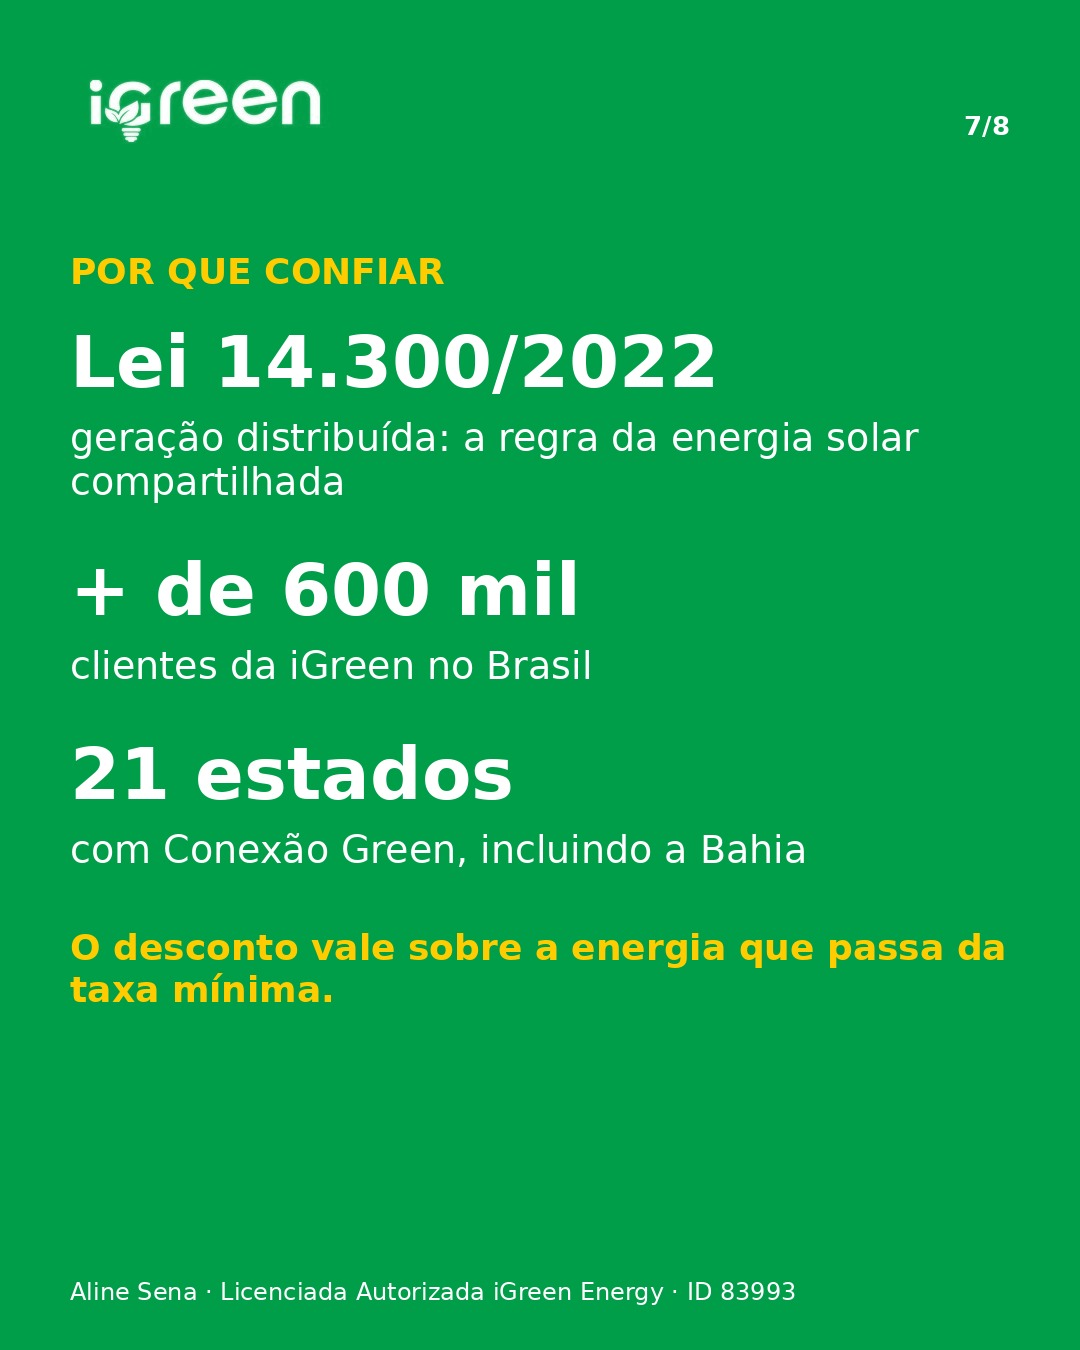 iGreen
7/8
POR QUE CONFIAR
Lei 14.300/2022
geração distribuída: a regra da energia solar
compartilhada
+ de 600 mil
clientes da iGreen no Brasil
21 estados
com Conexão Green, incluindo a Bahia
O desconto vale sobre a energia que passa da
taxa mínima.
Aline Sena · Licenciada Autorizada iGreen Energy · ID 83993